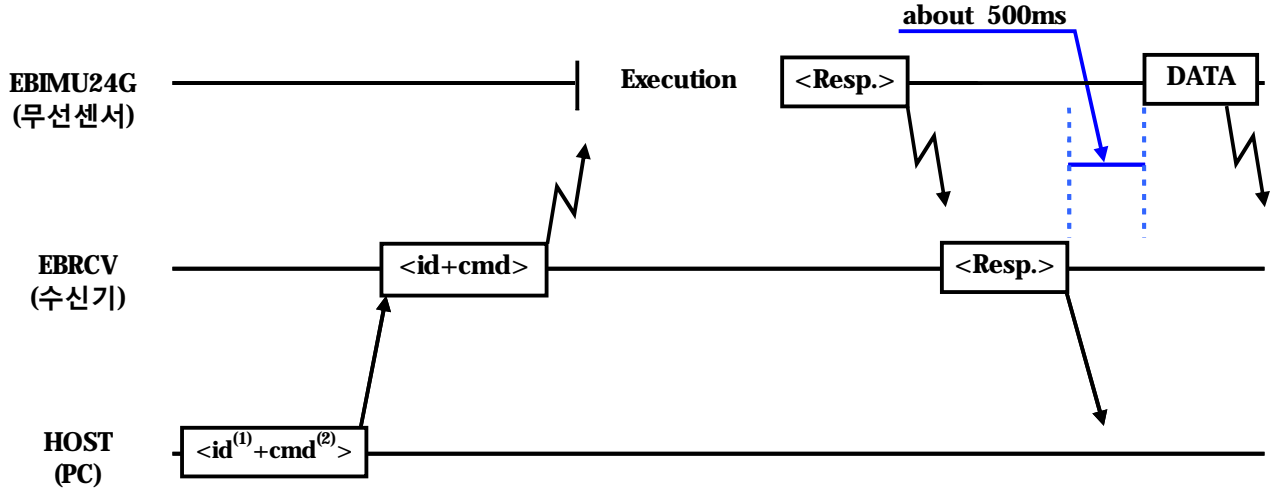 about 500ms
EBIMU24G
(무선센서)
Execution
<Resp.>
DATA
EBRCV
(수신기)
<id+cmd>
<Resp.>
HOST
(PC)
<id(1)+cmd(2)>